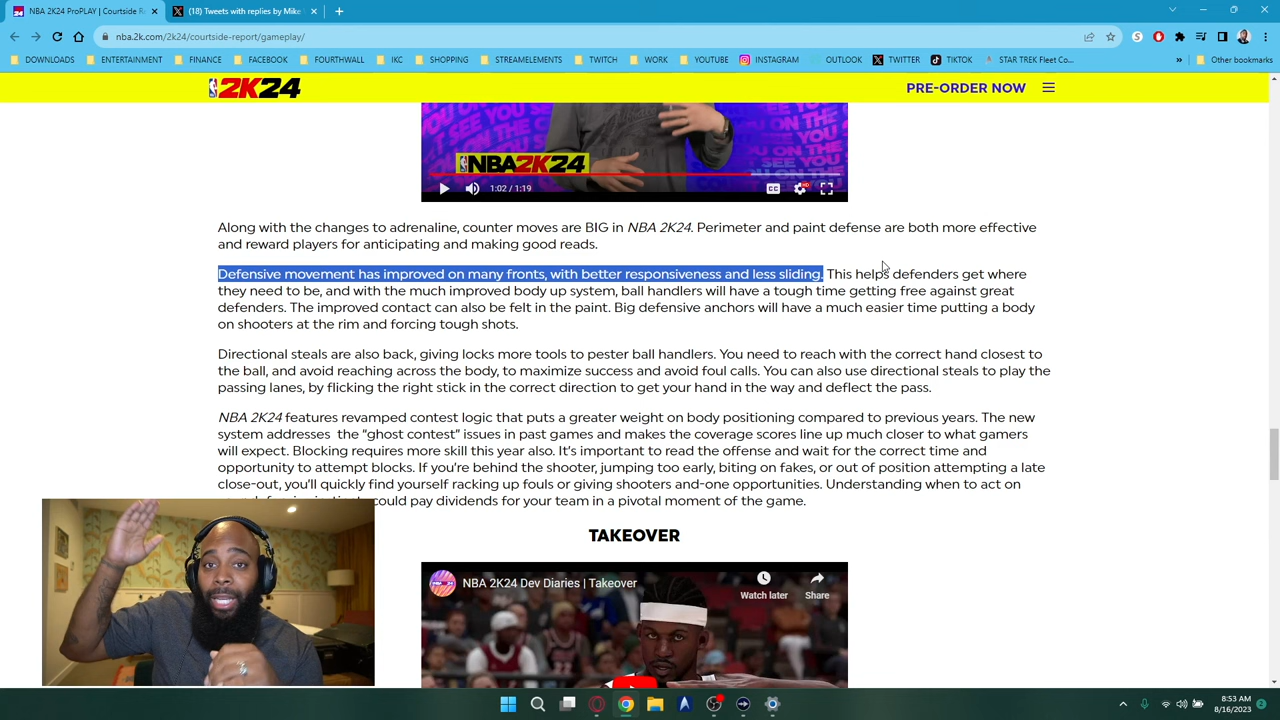 NBA 2K24 ProPLAY | Courtside Re
(18) Tweets with replies by Mike
nba.2k.com/2k24/courtside-report/gameplay/
DOWNLOADS
ENTERTAINMENT
FINANCE
FACEBOOK
FOURTHWALL
IKC
SHOPPING
STREAMELEMENTS
TWITCH
WORK
YOUTUBE
INSTAGRAM
OUTLOOK
TWITTER
TIKTOK
STAR TREK Fleet Co...
»
Other bookmarks
2K24
PRE-ORDER NOW
YOU ON THE
NBA2K24
1:02 / 1:19
CC
HD
Along with the changes to adrenaline, counter moves are BIG in NBA 2K24. Perimeter and paint defense are both more effective
and reward players for anticipating and making good reads.
Defensive movement has improved on many fronts, with better responsiveness and less sliding. This helps defenders get where
they need to be, and with the much improved body up system, ball handlers will have a tough time getting free against great
defenders. The improved contact can also be felt in the paint. Big defensive anchors will have a much easier time putting a body
on shooters at the rim and forcing tough shots.
Directional steals are also back, giving locks more tools to pester ball handlers. You need to reach with the correct hand closest to
the ball, and avoid reaching across the body, to maximize success and avoid foul calls. You can also use directional steals to play the
passing lanes, by flicking the right stick in the correct direction to get your hand in the way and deflect the pass.
NBA 2K24 features revamped contest logic that puts a greater weight on body positioning compared to previous years. The new
system addresses the “ghost contest” issues in past games and makes the coverage scores line up much closer to what gamers
will expect. Blocking requires more skill this year also. It’s important to read the offense and wait for the correct time and
opportunity to attempt blocks. If you’re behind the shooter, jumping too early, biting on fakes, or out of position attempting a late
close-out, you’ll quickly find yourself racking up fouls or giving shooters and-one opportunities. Understanding when to act on
could pay dividends for your team in a pivotal moment of the game.
TAKEOVER
NBA 2K24 Dev Diaries | Takeover
Watch later
Share
8:53 AM
8/16/2023